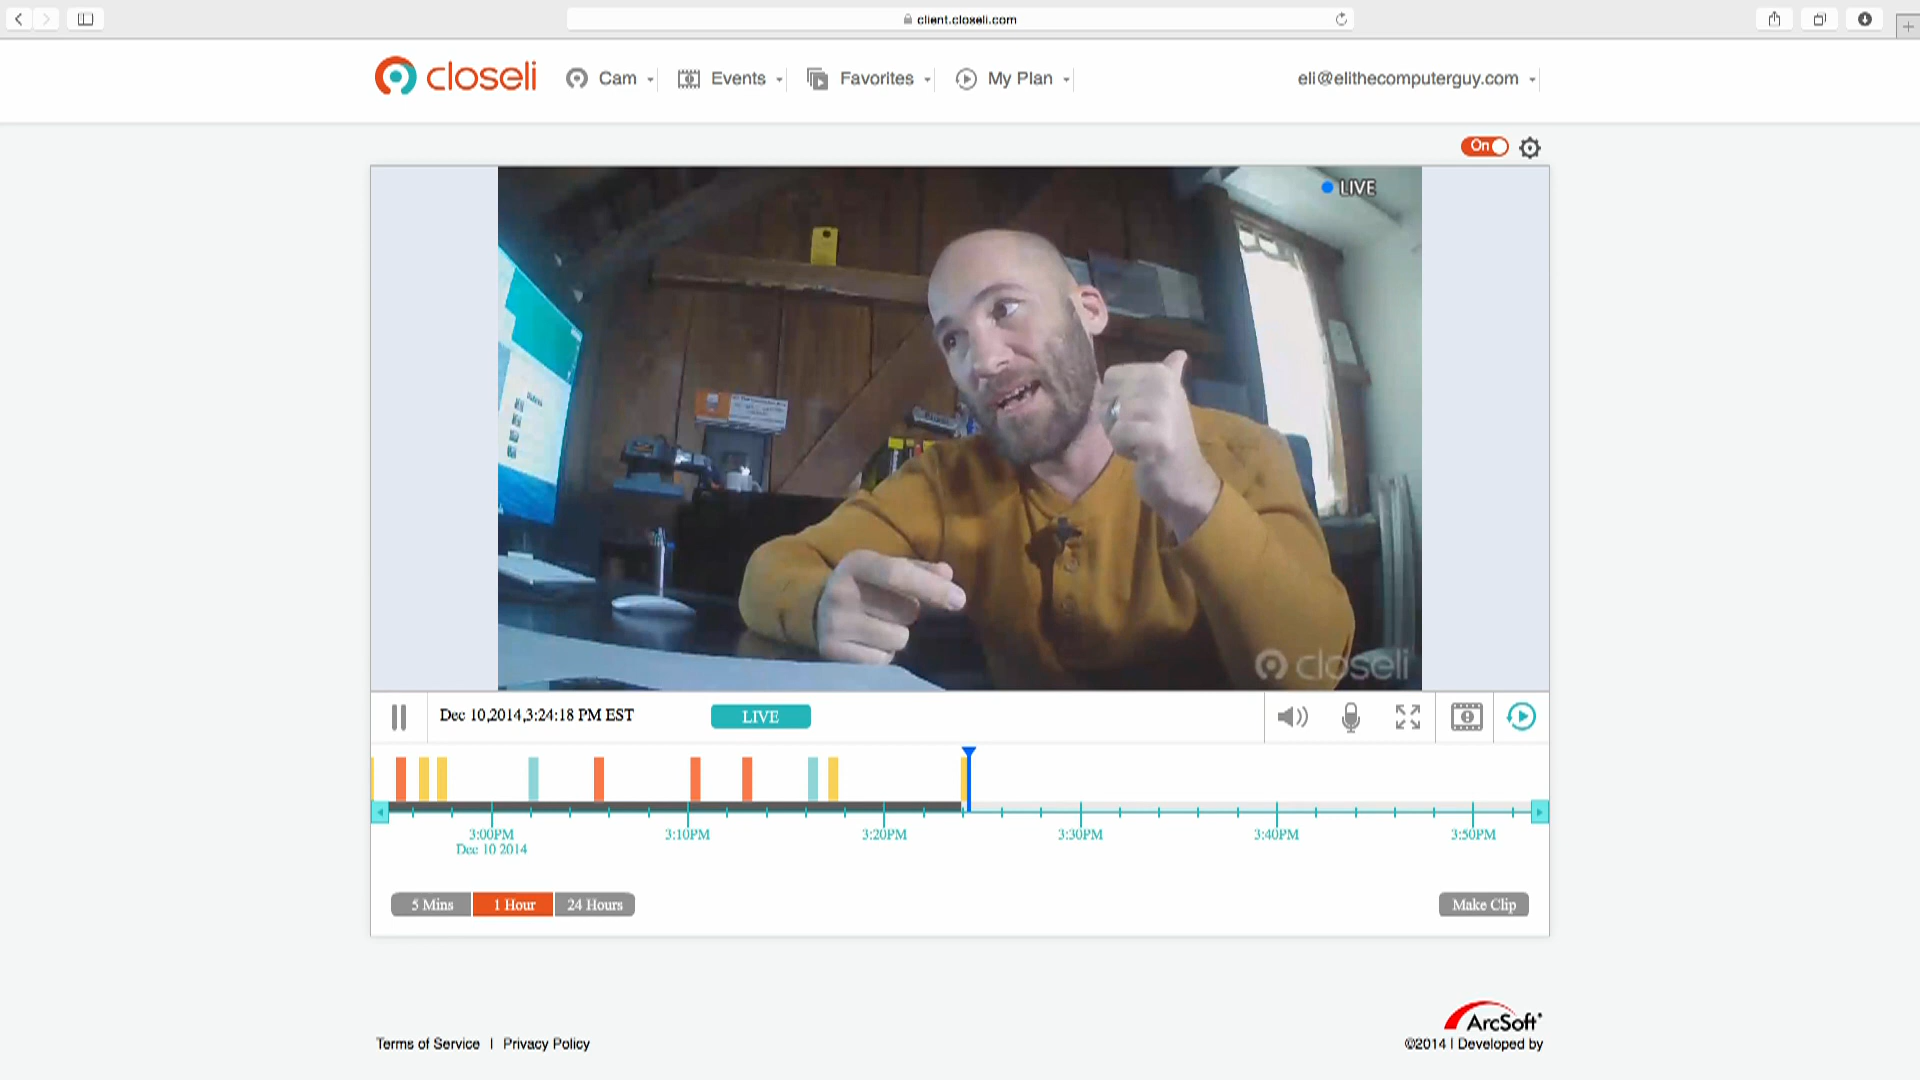 client.closeli.com
closeli
Cam
Events
Favorites
My Plan
eli@elithecomputerguy.com
On
LIVE
closeli
Dec 10,2014,3:24:18 PM EST
LIVE
3:00PM
3:10PM
3:20PM
3:30PM
3:40PM
3:50PM
Dec 10 2014
5 Mins
1 Hour
24 Hours
Make Clip
ArcSoft
Terms of Service | Privacy Policy
©2014 | Developed by